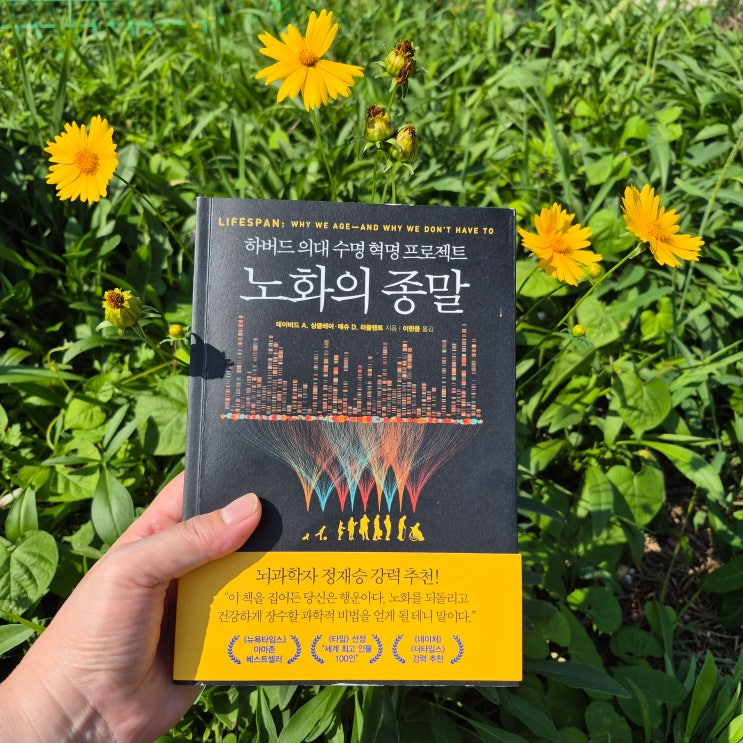 LIFESPAN: WHY WE AGE—AND WHY WE DON'T HAVE TO
하버드 의대 수명 혁명 프로젝트
노화의 종말
데이비드 A. 싱클레어 · 매슈 D. 러플랜트 지음 | 이한음 옮김
뇌과학자 정재승 강력 추천!
“이 책을 집어든 당신은 행운아다. 노화를 되돌리고
건강하게 장수할 과학적 비법을 얻게 될 테니 말이다.”
《뉴욕타임스》
아마존
베스트셀러
《타임》 선정
“세계 최고 인물
100인”
《네이처》
《더타임스》
강력 추천